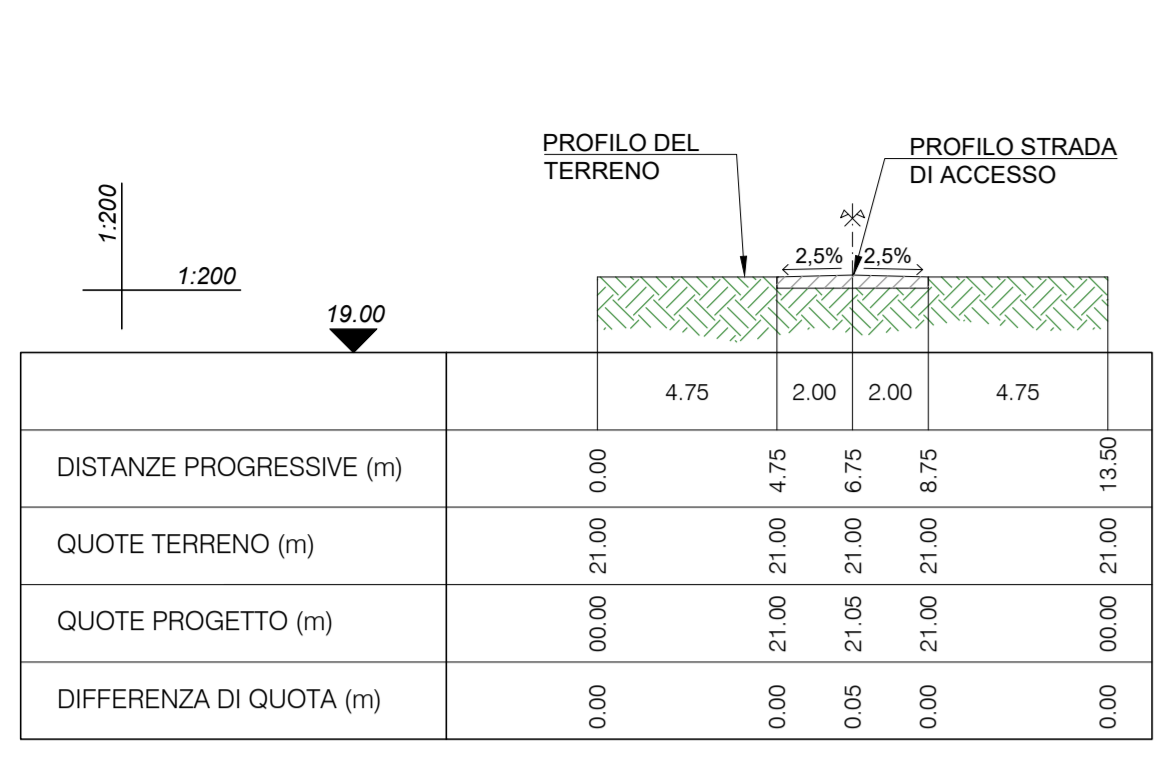 PROFILO DEL
TERRENO
PROFILO STRADA
DI ACCESSO
1:200
1:200
2,5% 2,5%
19.00
4.75 2.00 2.00 4.75
DISTANZE PROGRESSIVE (m) 0.00 4.75 6.75 8.75 13.50
QUOTE TERRENO (m) 21.00 21.00 21.00 21.00 21.00
QUOTE PROGETTO (m) 00.00 21.00 21.05 21.00 00.00
DIFFERENZA DI QUOTA (m) 0.00 0.00 0.05 0.00 0.00